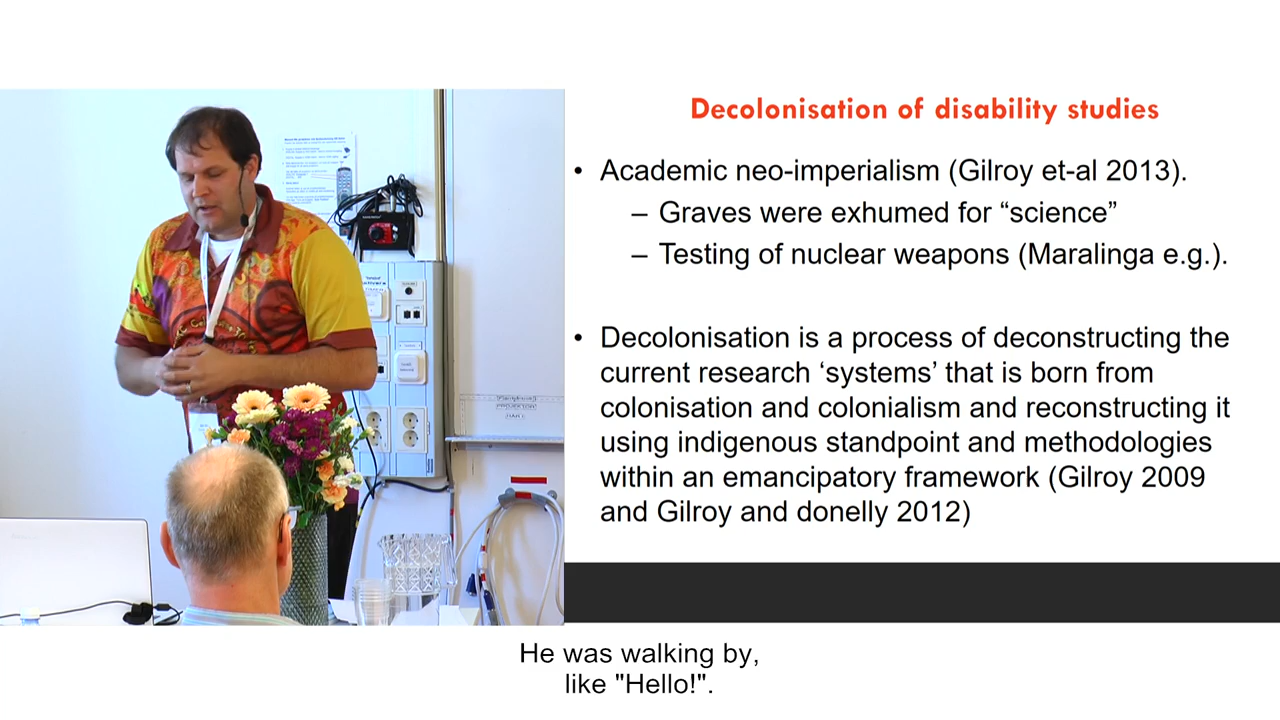 Decolonisation of disability studies
• Academic neo-imperialism (Gilroy et-al 2013).
– Graves were exhumed for “science”
– Testing of nuclear weapons (Maralinga e.g.).
• Decolonisation is a process of deconstructing the
current research ‘systems’ that is born from
colonisation and colonialism and reconstructing it
using indigenous standpoint and methodologies
within an emancipatory framework (Gilroy 2009
and Gilroy and donelly 2012)
He was walking by,
like "Hello!".